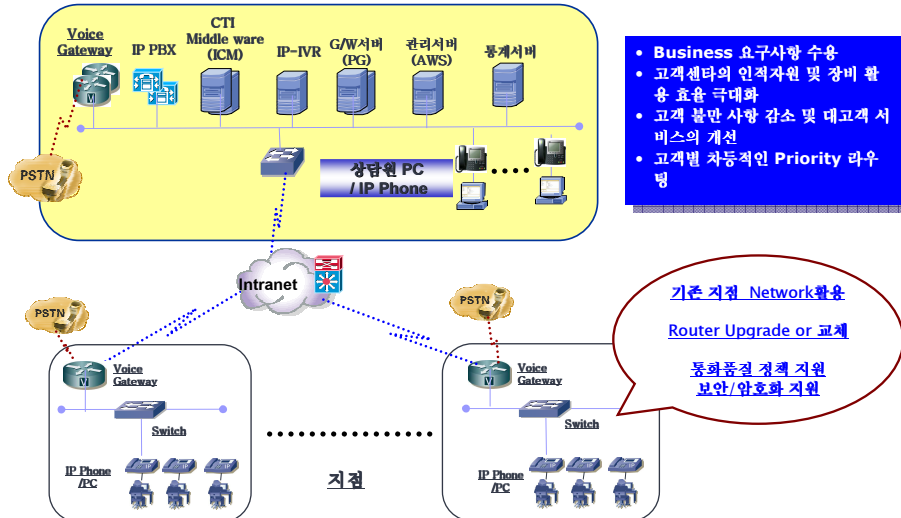 Voice
Gateway
IP PBX
CTI
Middle ware
(ICM)
IP-IVR
G/W서버
(PG)
관리서버
(AWS)
통계서버
PSTN
상담원 PC
/ IP Phone
• Business 요구사항 수용
• 고객센타의 인적자원 및 장비 활
용 효율 극대화
• 고객 불만 사항 감소 및 대고객 서
비스의 개선
• 고객별 차등적인 Priority 라우
팅
Intranet
PSTN
Voice
Gateway
V
Switch
IP Phone
/PC
지점
PSTN
Voice
Gateway
V
Switch
IP Phone
/PC
기존 지점 Network활용
Router Upgrade or 교체
통화품질 정책 지원
보안/암호화 지원